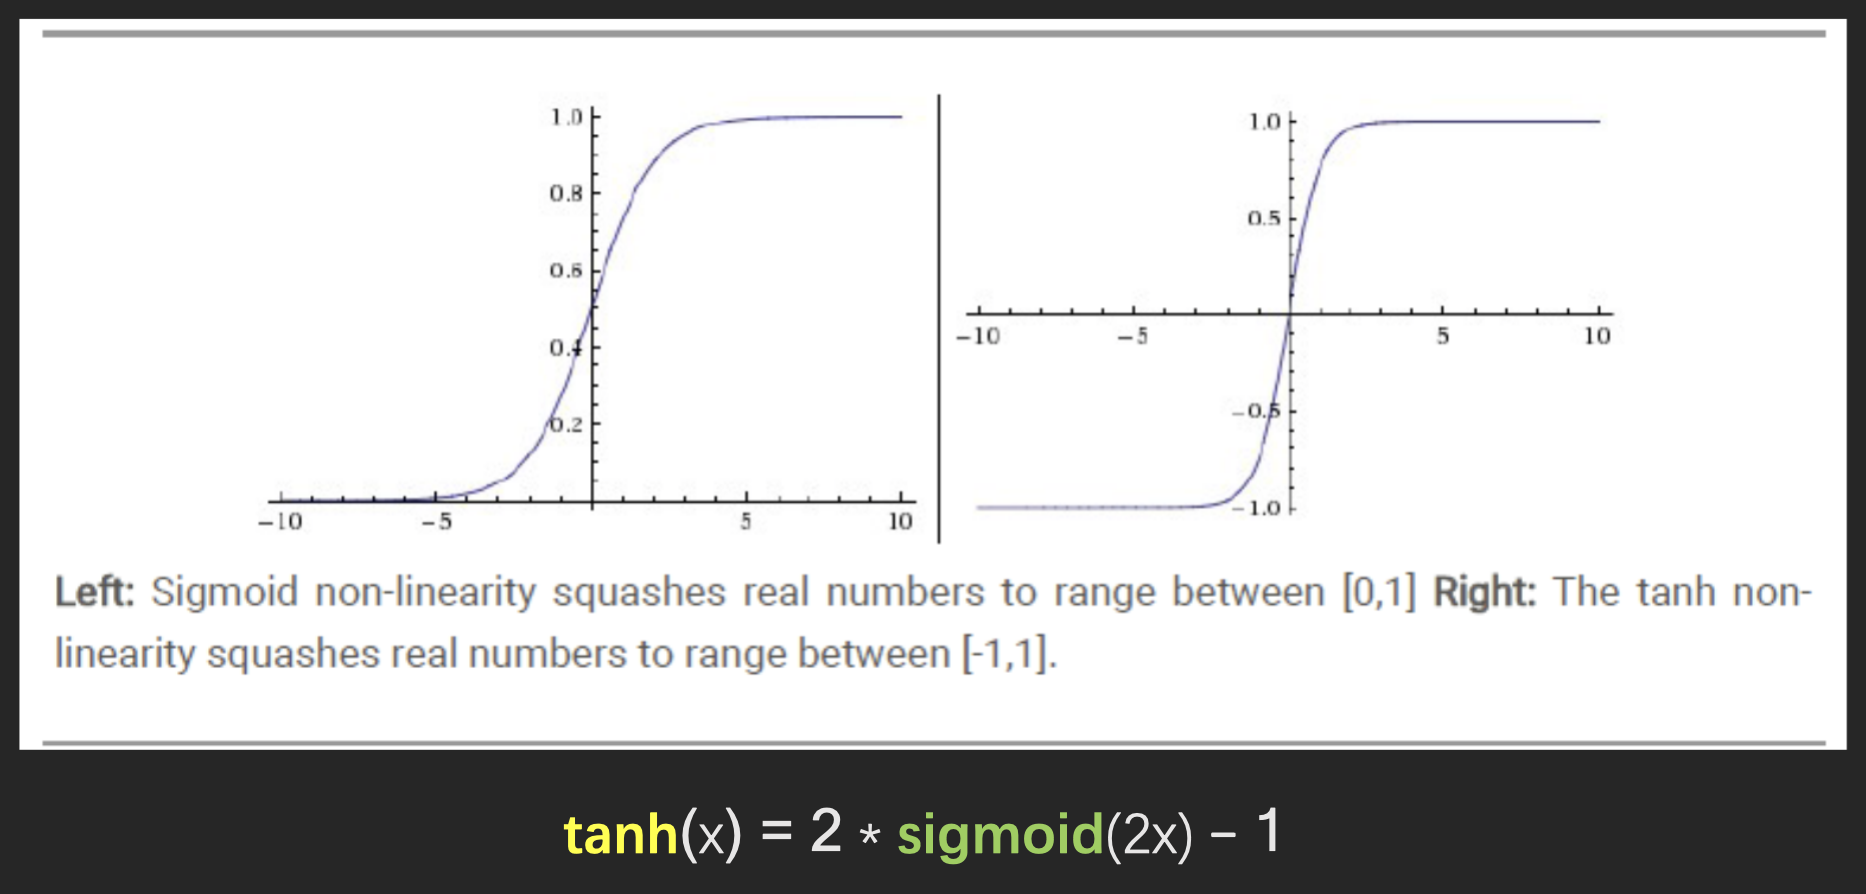 1.0
0.8
0.6
0.4
0.2
−10 −5 5 10
1.0
0.5
−10 −5 5 10
−0.5
−1.0
Left: Sigmoid non-linearity squashes real numbers to range between [0,1] Right: The tanh non-
linearity squashes real numbers to range between [-1,1].
tanh(x) = 2 * sigmoid(2x) − 1